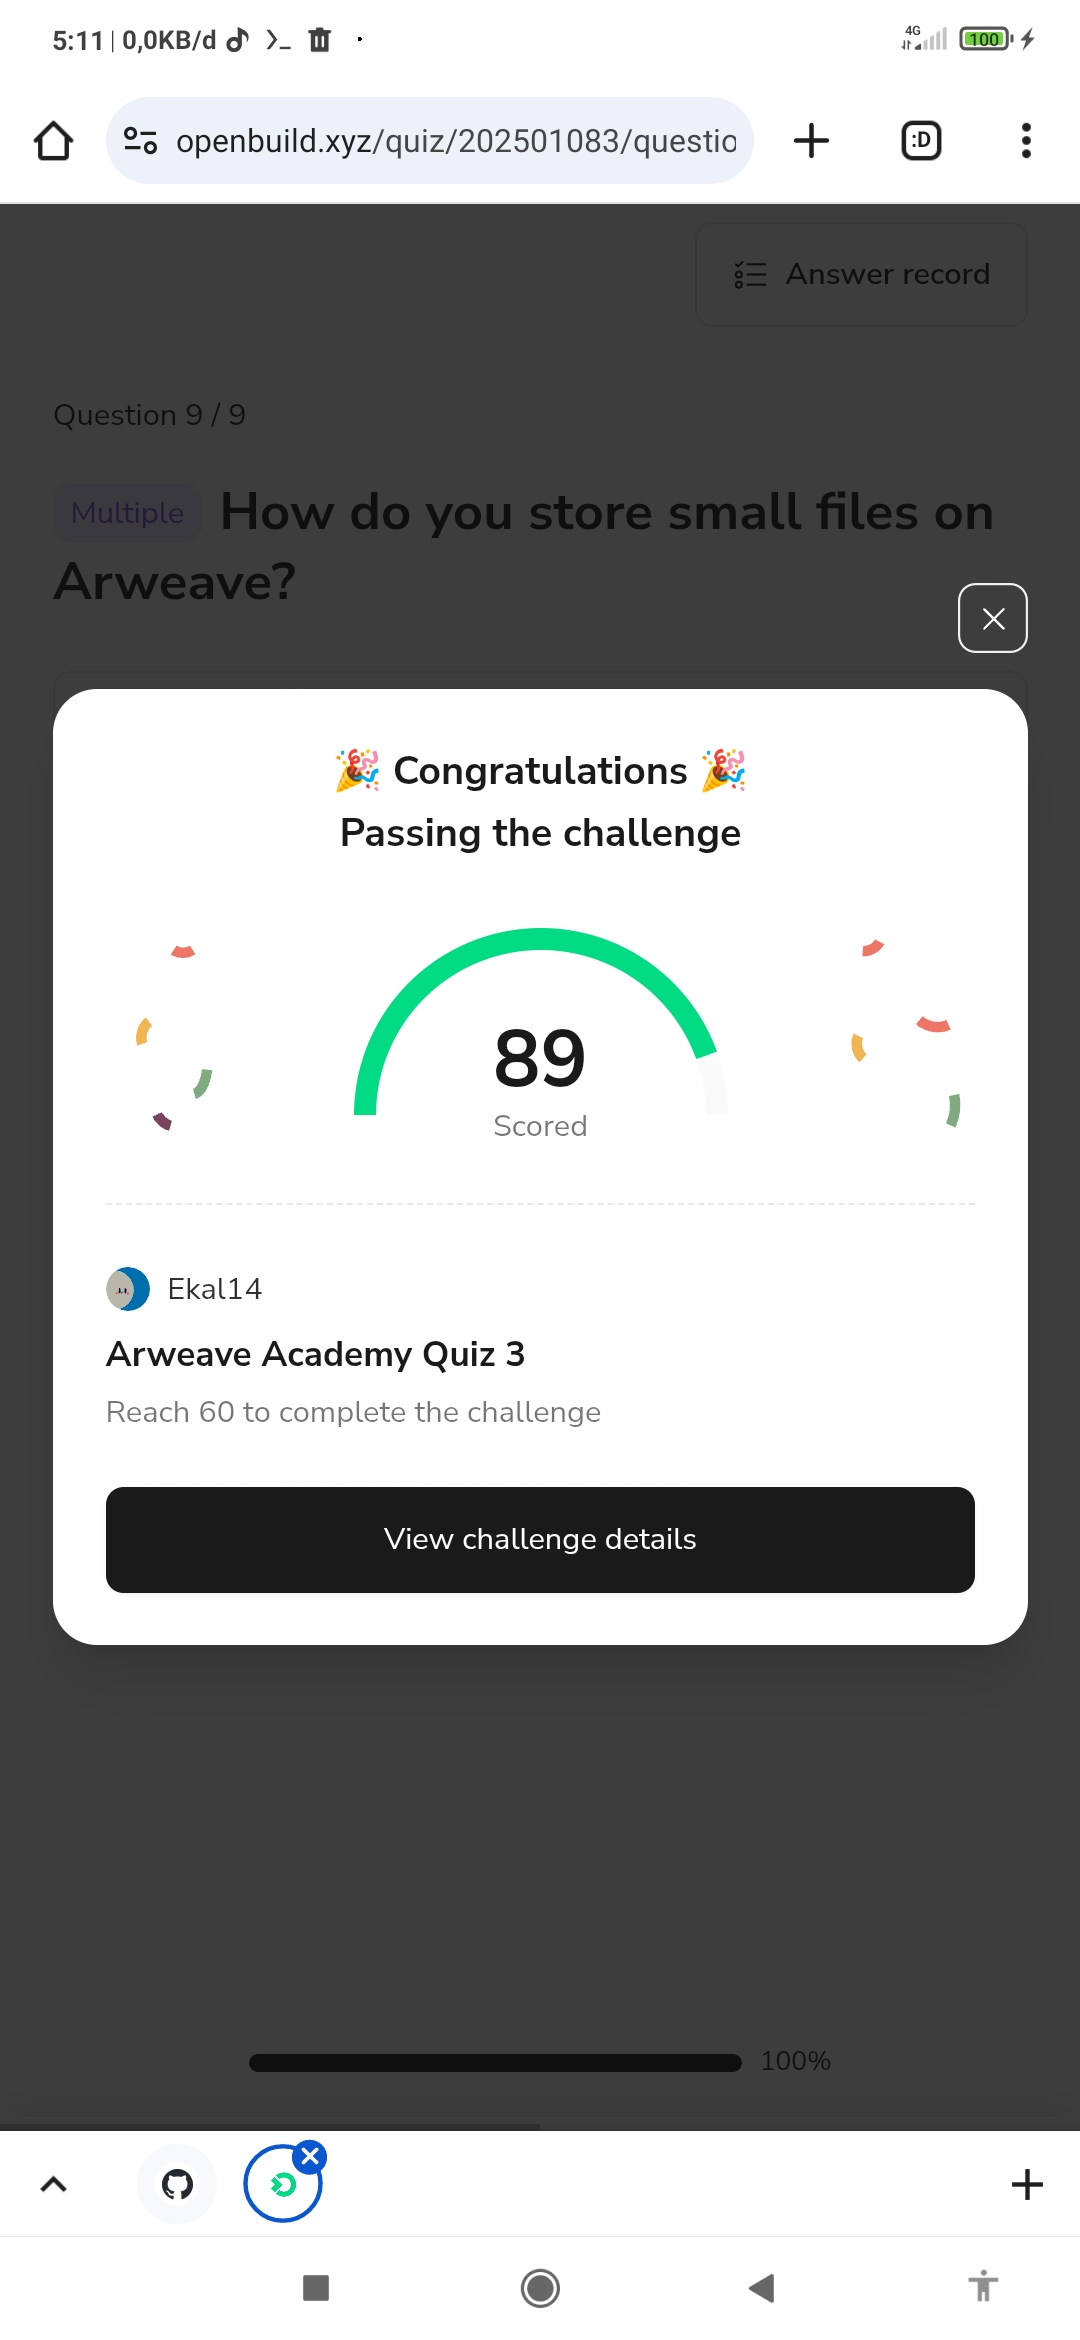 5:11 | 0,0KB/d
4G
100
openbuild.xyz/quiz/202501083/questio
:D
Answer record
Question 9 / 9
Multiple How do you store small files on
Arweave?
🎉 Congratulations 🎉
Passing the challenge
89
Scored
Ekal14
Arweave Academy Quiz 3
Reach 60 to complete the challenge
View challenge details
100%